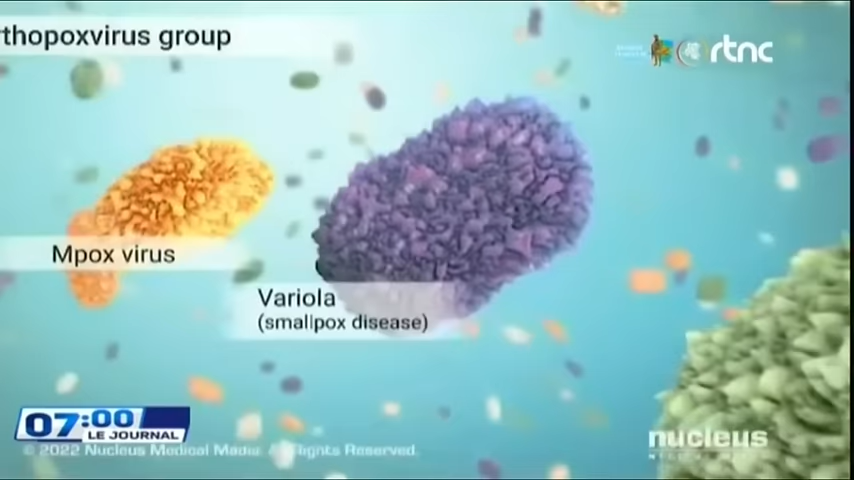 rthopoxvirus group
rtnc
Mpox virus
Variola
(smallpox disease)
07:00
LE JOURNAL
© 2022 Nucleus Medical Media. All Rights Reserved.
nucleus